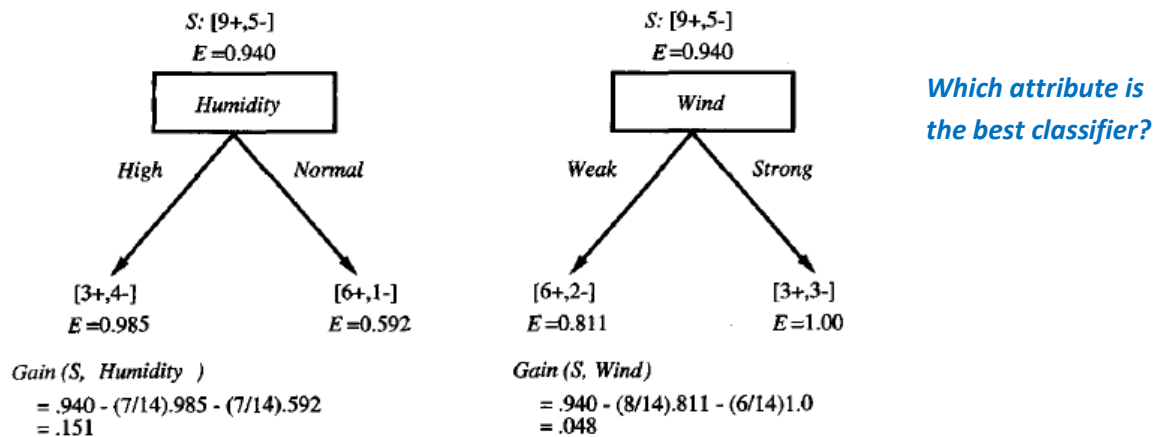 S: [9+,5-]
E =0.940
Humidity
High
Normal
[3+,4-]
E =0.985
[6+,1-]
E =0.592
Gain (S, Humidity )
= .940 - (7/14).985 - (7/14).592
= .151
S: [9+,5-]
E =0.940
Wind
Weak
Strong
[6+,2-]
E =0.811
[3+,3-]
E =1.00
Gain (S, Wind)
= .940 - (8/14).811 - (6/14)1.0
= .048
Which attribute is
the best classifier?